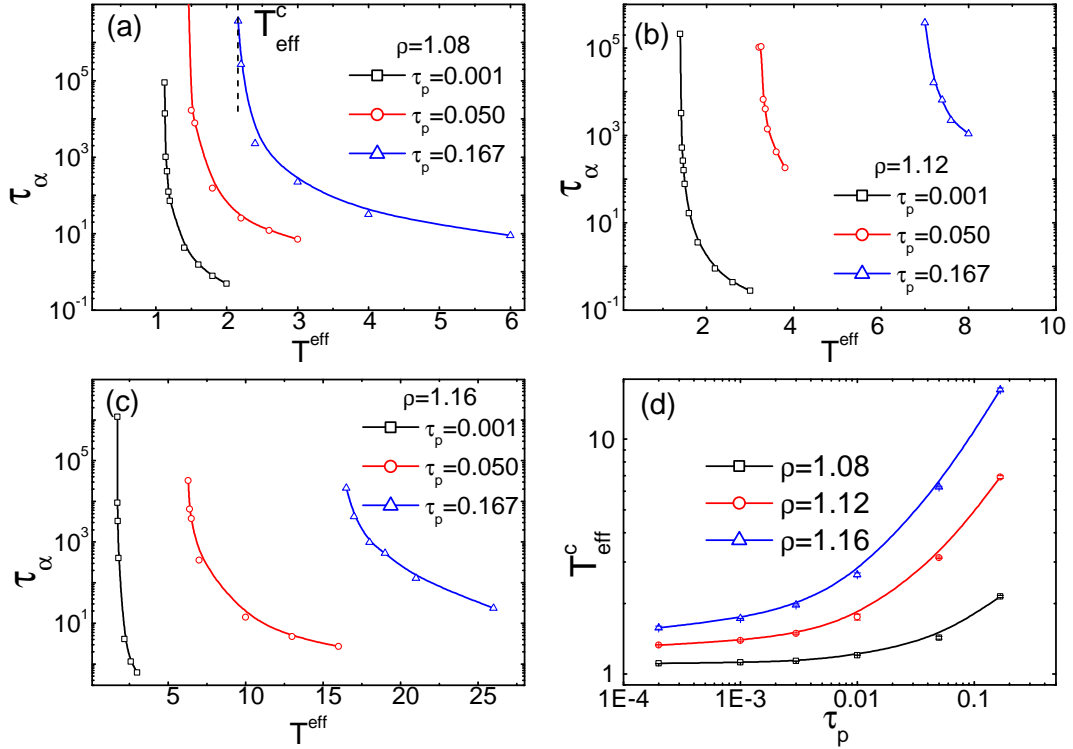 (a)
T^c_eff
ρ=1.08
τ_p=0.001
τ_p=0.050
τ_p=0.167
10^5
10^3
10^1
10^-1
τ_α
1 2 3 4 5 6
T^eff
(b)
ρ=1.12
τ_p=0.001
τ_p=0.050
τ_p=0.167
10^5
10^3
10^1
10^-1
τ_α
2 4 6 8 10
T^eff
(c)
ρ=1.16
τ_p=0.001
τ_p=0.050
τ_p=0.167
10^5
10^3
10^1
τ_α
5 10 15 20 25
T^eff
(d)
ρ=1.08
ρ=1.12
ρ=1.16
10
1
T^c_eff
1E-4 1E-3 0.01 0.1
τ_p